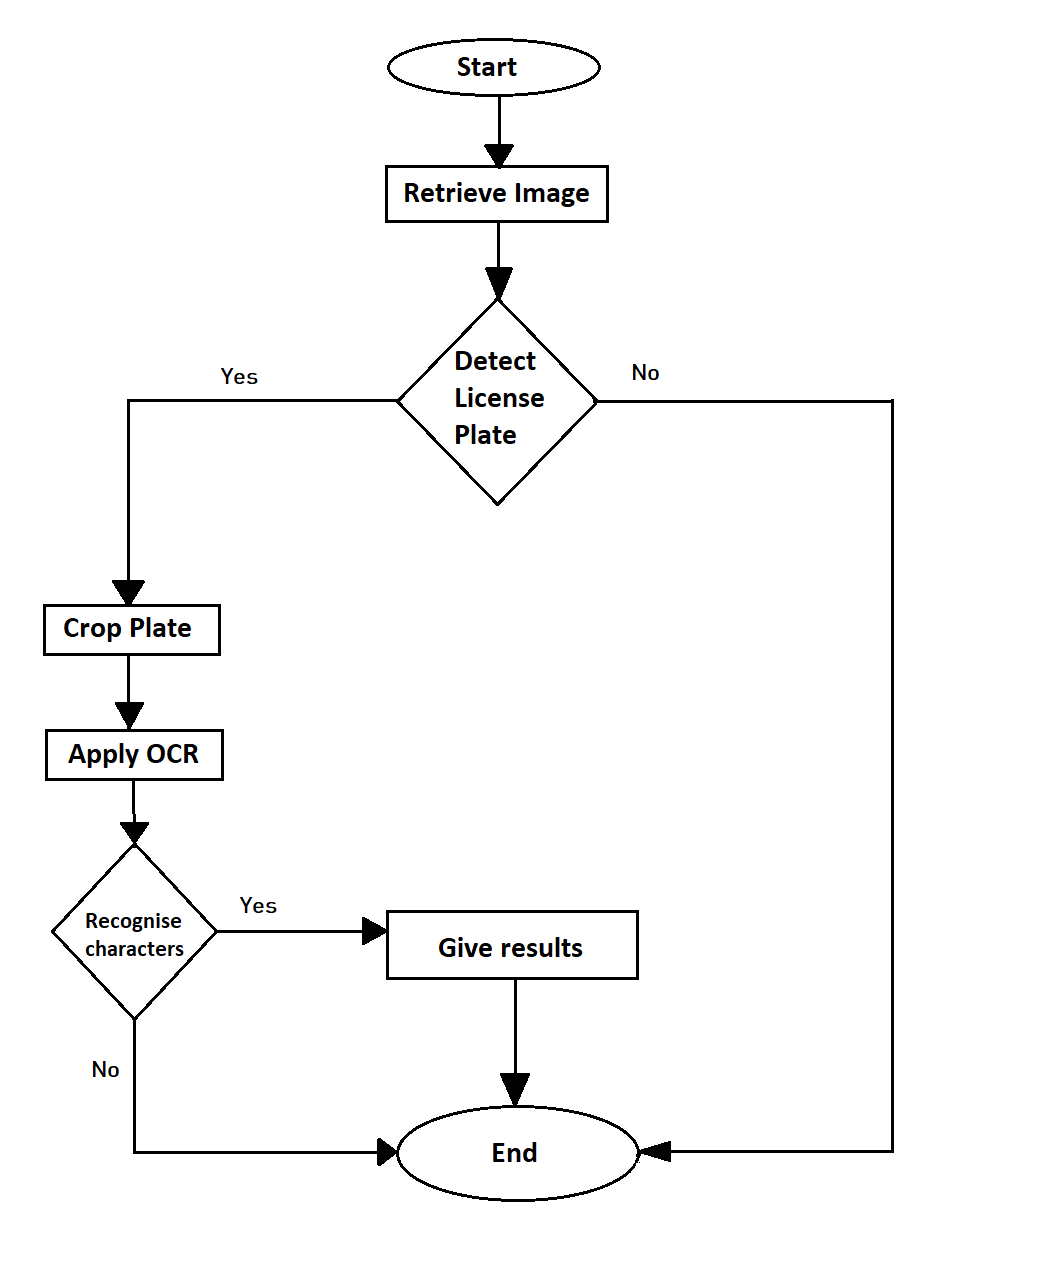 Start
Retrieve Image
Detect
License
Plate
Yes
No
Crop Plate
Apply OCR
Recognise
characters
Yes
Give results
No
End